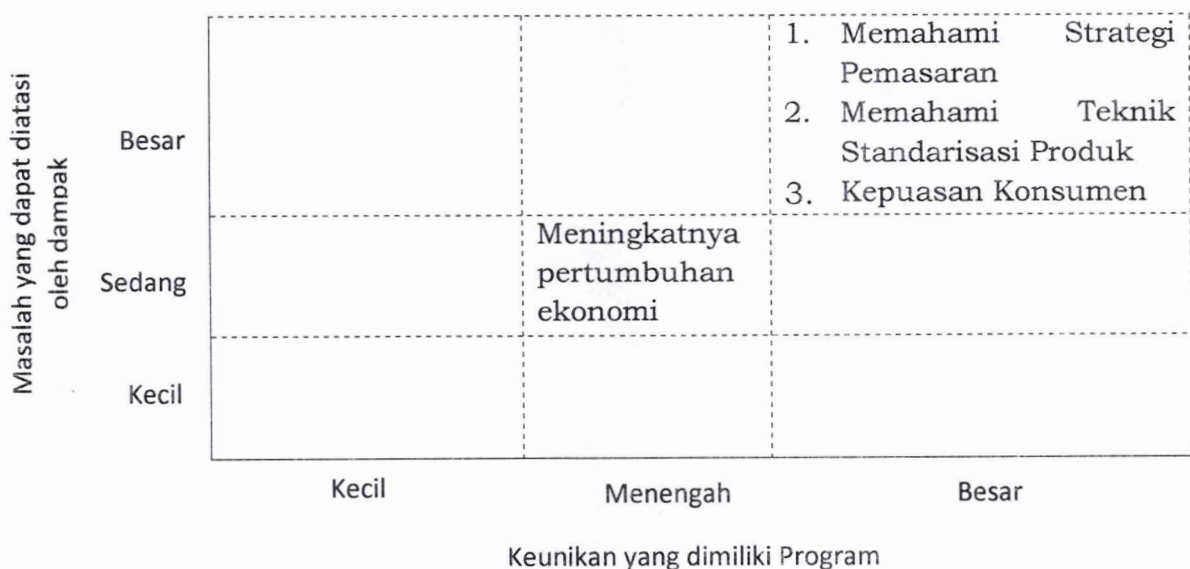 Masalah yang dapat diatasi
oleh dampak
Besar
1. Memahami Strategi
Pemasaran
2. Memahami Teknik
Standarisasi Produk
3. Kepuasan Konsumen
Sedang
Meningkatnya
pertumbuhan
ekonomi
Kecil
Kecil
Menengah
Besar
Keunikan yang dimiliki Program